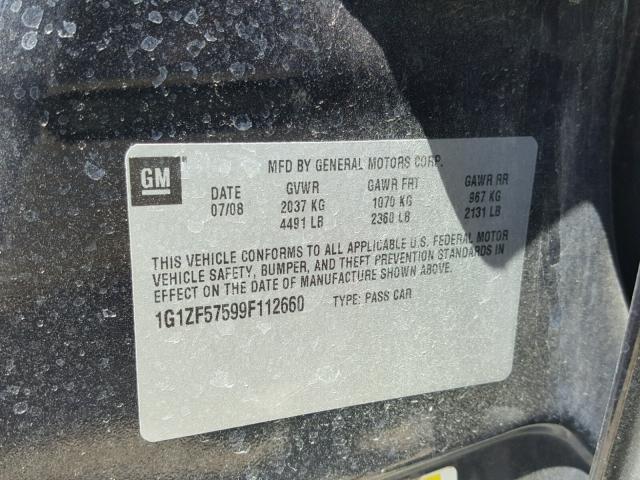 GM
MFD BY GENERAL MOTORS CORP.
DATE GVWR GAWR FRT GAWR RR
07/08 2037 KG 1070 KG 967 KG
4491 LB 2360 LB 2131 LB
THIS VEHICLE CONFORMS TO ALL APPLICABLE U.S. FEDERAL MOTOR
VEHICLE SAFETY, BUMPER, AND THEFT PREVENTION STANDARDS IN
EFFECT ON THE DATE OF MANUFACTURE SHOWN ABOVE.
1G1ZF57599F112660 TYPE: PASS CAR